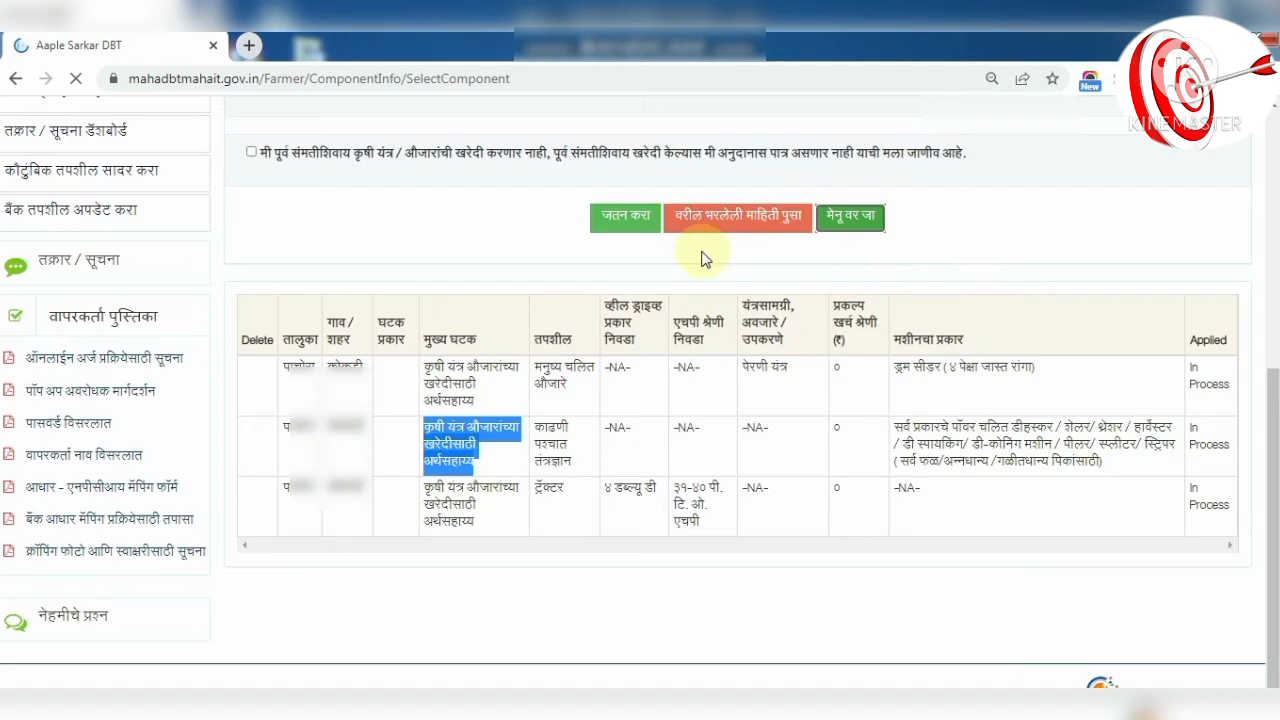 Aaple Sarkar DBT
mahadbtmahait.gov.in/Farmer/ComponentInfo/SelectComponent
New
KINEMASTER
तक्रार / सूचना डॅशबोर्ड
कौटुंबिक तपशील सादर करा
बँक तपशील अपडेट करा
तक्रार / सूचना
वापरकर्ता पुस्तिका
ऑनलाईन अर्ज प्रक्रियेसाठी सूचना
पॉप अप अवरोधक मार्गदर्शन
पासवर्ड विसरलात
वापरकर्ता नाव विसरलात
आधार - एनपीसीआय मॅपिंग फॉर्म
बँक आधार मॅपिंग प्रक्रियेसाठी तपासा
क्रॉपिंग फोटो आणि स्वाक्षरीसाठी सूचना
नेहमीचे प्रश्न
मी पूर्व संमतीशिवाय कृषी यंत्र / औजारांची खरेदी करणार नाही, पूर्व संमतीशिवाय खरेदी केल्यास मी अनुदानास पात्र असणार नाही याची मला जाणीव आहे.
जतन करा वरील भरलेली माहिती पुसा मेनू वर जा
Delete
तालुका
गाव /
शहर
घटक
प्रकार
मुख्य घटक
तपशील
व्हील ड्राइव्ह
प्रकार
निवडा
एचपी श्रेणी
निवडा
यंत्रसामग्री,
अवजारे /
उपकरणे
प्रकल्प
खर्च श्रेणी
(₹)
मशीनचा प्रकार
Applied
कृषी यंत्र औजारांच्या
खरेदीसाठी
अर्थसहाय्य
मनुष्य चलित
औजारे
-NA-
-NA-
पेरणी यंत्र
०
ड्रम सीडर ( ४ पेक्षा जास्त रांगा)
In
Process
प
कृषी यंत्र औजारांच्या
खरेदीसाठी
अर्थसहाय्य
काढणी
पश्चात
तंत्रज्ञान
-NA-
-NA-
-NA-
०
सर्व प्रकारचे पॉवर चलित डीहस्कर / शेलर/ थ्रेशर / हार्वेस्टर
/ डी स्पायकिंग/ डी-कोनिंग मशीन / पीलर/ स्प्लीटर/ स्ट्रिपर
( सर्व फळ/अन्नधान्य /गळीतधान्य पिकांसाठी)
In
Process
प
कृषी यंत्र औजारांच्या
खरेदीसाठी
अर्थसहाय्य
ट्रॅक्टर
४ डब्ल्यू डी
३१-४० पी.
टि. ओ.
एचपी
-NA-
०
-NA-
In
Process